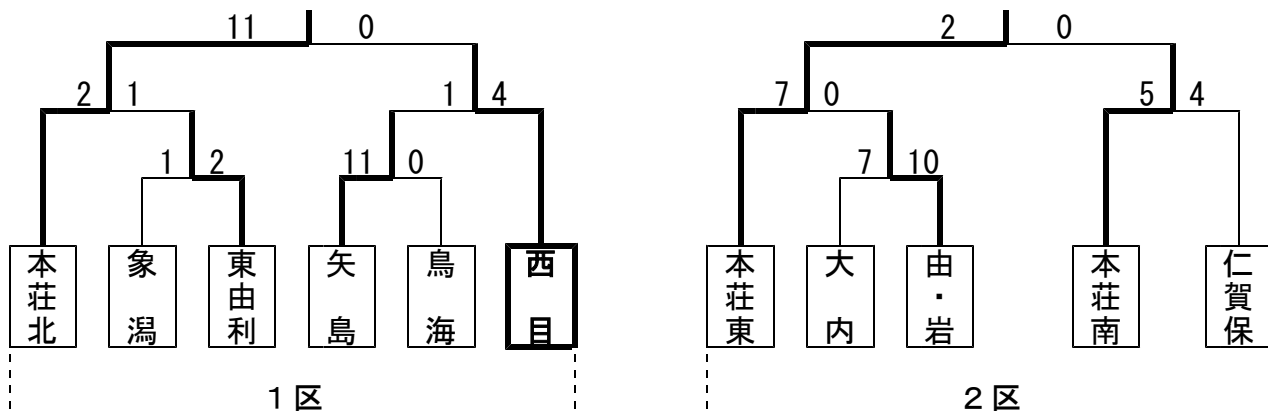 11 0
2 0
2 1
1 4
7 0
5 4
1 2
11 0
7 10
本荘北
象潟
東由利
矢島
鳥海
西目
本荘東
大内
由・岩
本荘南
仁賀保
1区
2区